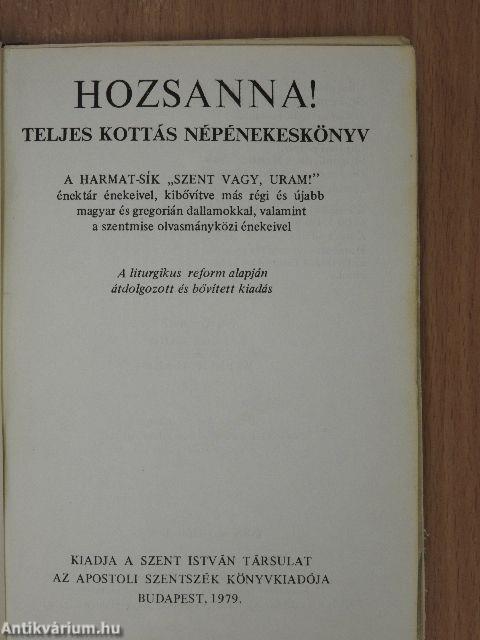 HOZSANNA!
TELJES KOTTÁS NÉPÉNEKESKÖNYV
A HARMAT-SÍK „SZENT VAGY, URAM!”
énektár énekeivel, kibővítve más régi és újabb
magyar és gregorián dallamokkal, valamint
a szentmise olvasmányközi énekeivel
A liturgikus reform alapján
átdolgozott és bővített kiadás
KIADJA A SZENT ISTVÁN TÁRSULAT
AZ APOSTOLI SZENTSZÉK KÖNYVKIADÓJA
BUDAPEST, 1979.
Antikvárium.hu